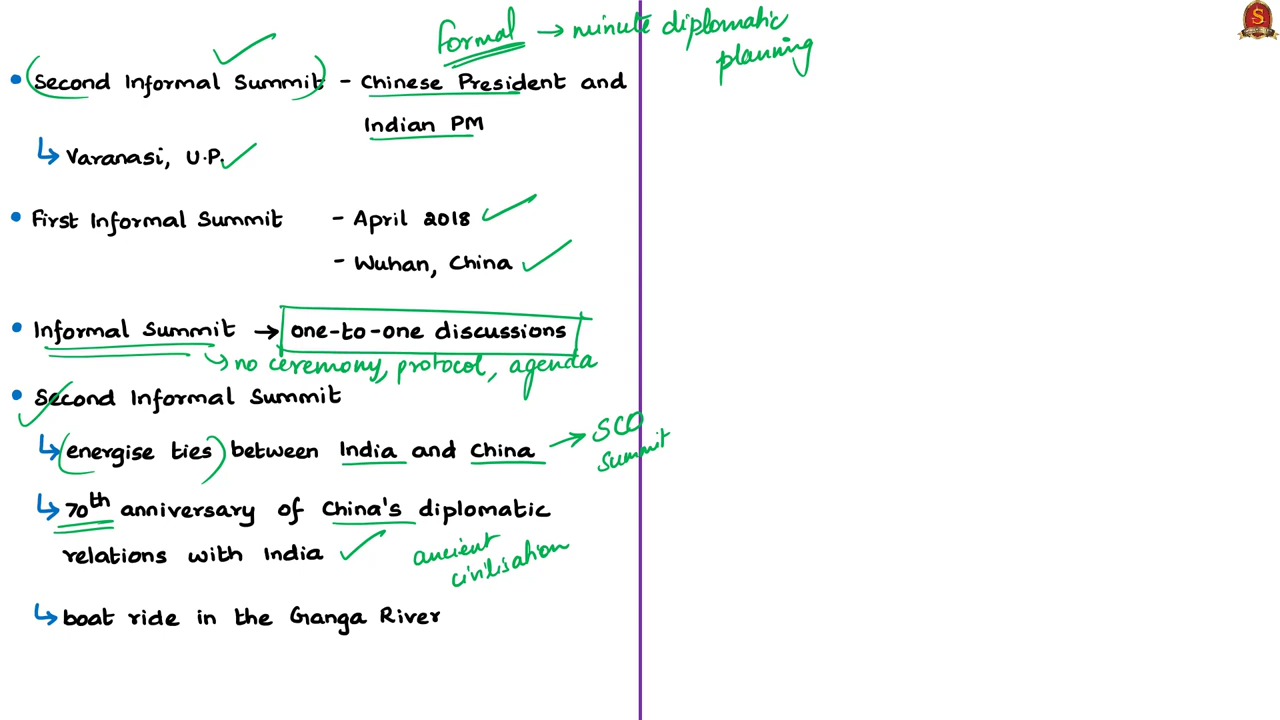 formal → minute diplomatic
planning
• (Second Informal Summit) - Chinese President and
Indian PM
↳ Varanasi, U.P.
• First Informal Summit - April 2018
- Wuhan, China
• Informal Summit → one-to-one discussions
↳ no ceremony, protocol, agenda
• Second Informal Summit
↳ (energise ties) between India and China → SCO
Summit
↳ 70th anniversary of China's diplomatic
relations with India
ancient
civilisation
↳ boat ride in the Ganga River